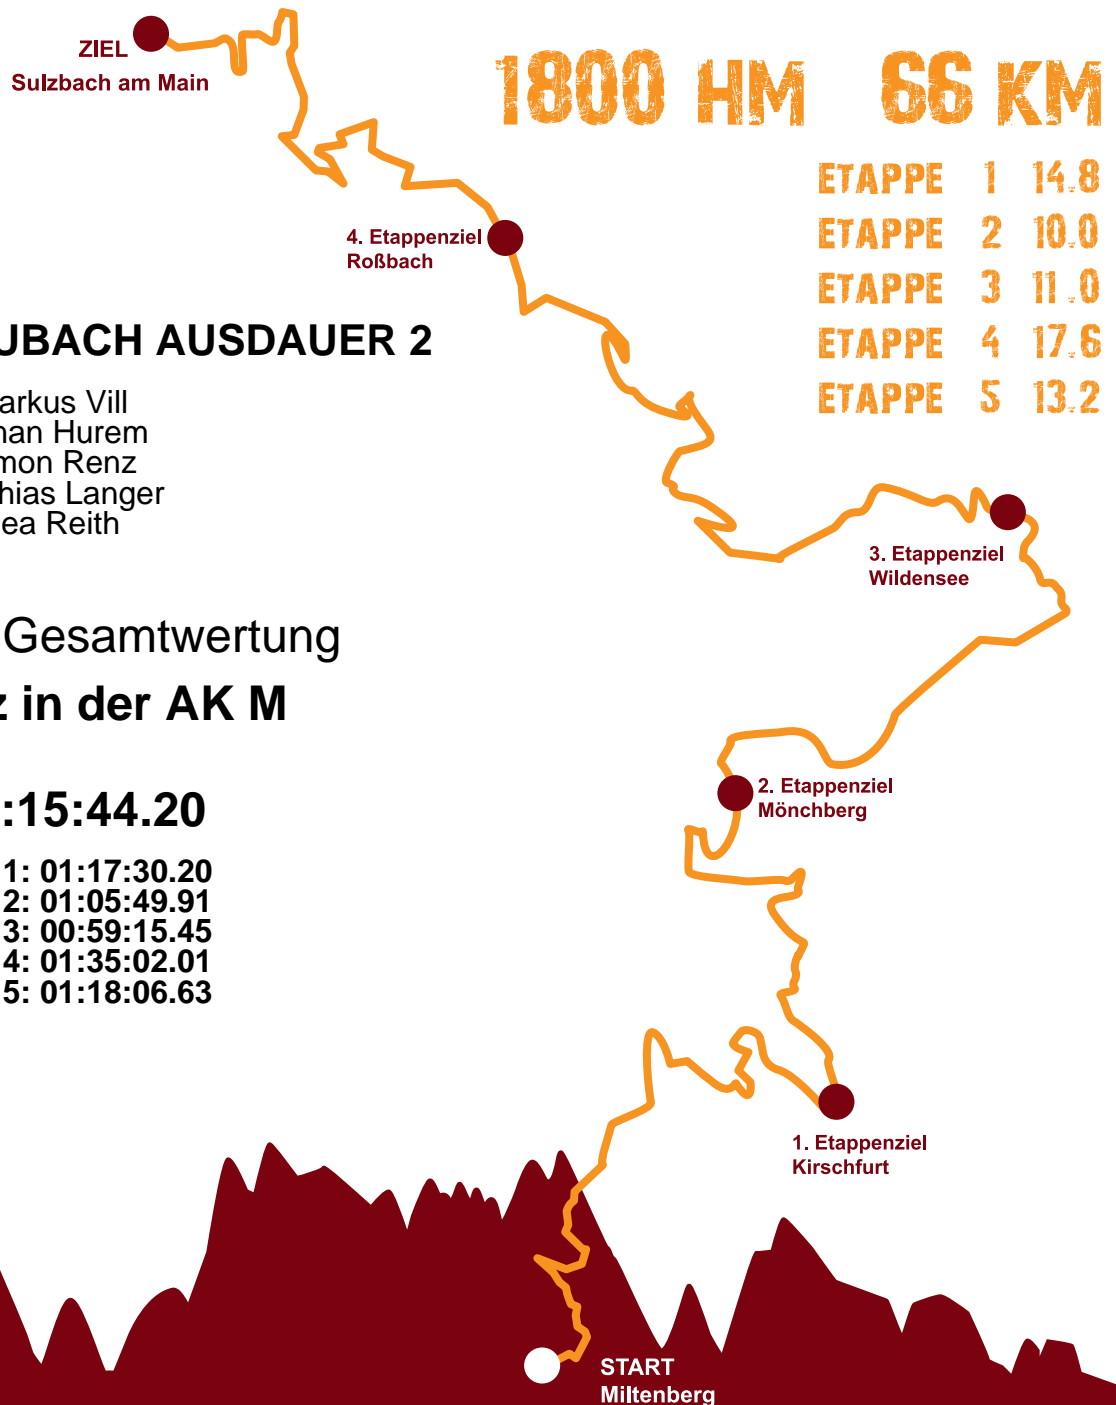 ZIEL
Sulzbach am Main
1800 HM 66 KM
ETAPPE 1 14.8
ETAPPE 2 10.0
ETAPPE 3 11.0
ETAPPE 4 17.6
ETAPPE 5 13.2
4. Etappenziel
Roßbach
UBACH AUSDAUER 2
arkus Vill
nan Hurem
mon Renz
hias Langer
ea Reith
3. Etappenziel
Wildensee
Gesamtwertung
z in der AK M
2. Etappenziel
Mönchberg
:15:44.20
1: 01:17:30.20
2: 01:05:49.91
3: 00:59:15.45
4: 01:35:02.01
5: 01:18:06.63
1. Etappenziel
Kirschfurt
START
Miltenberg